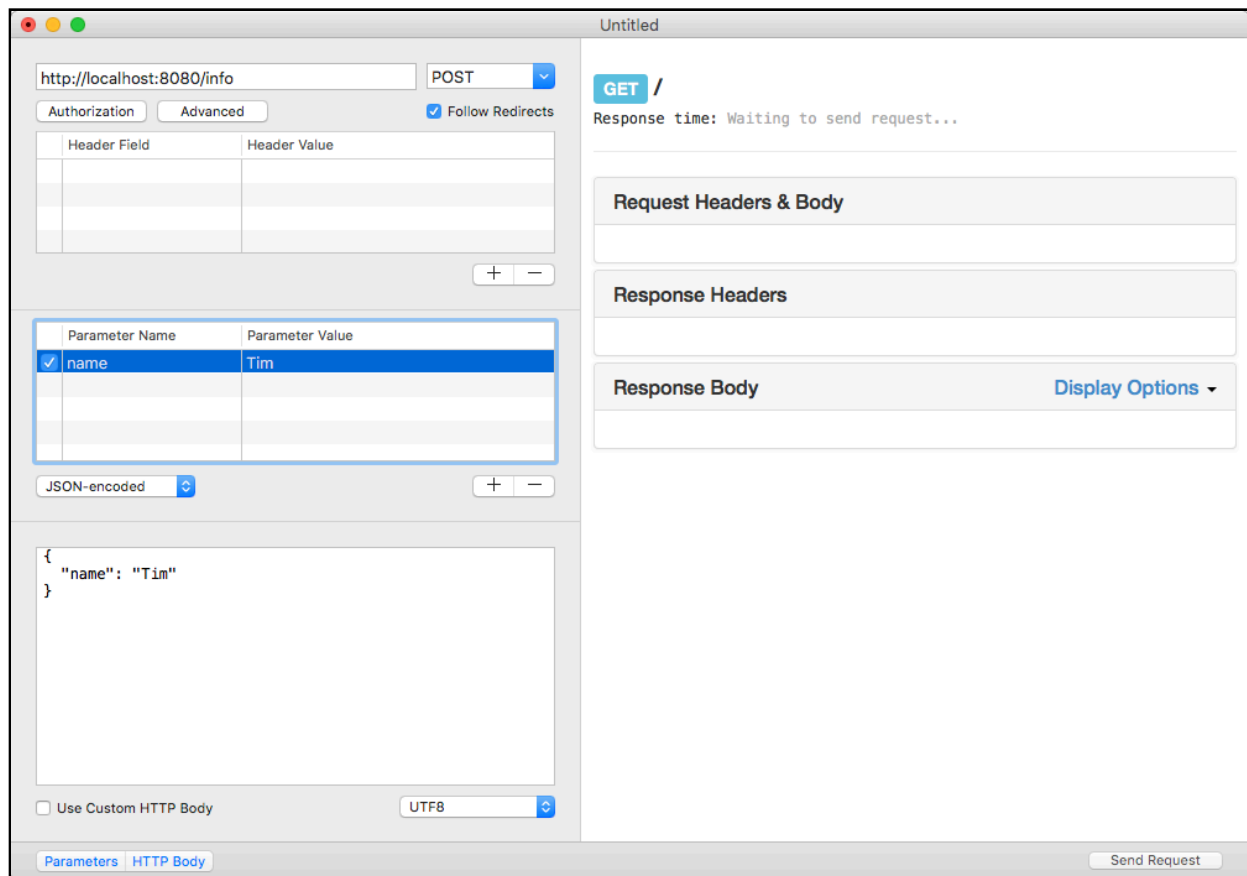 Untitled
http://localhost:8080/info
POST
Authorization
Advanced
Follow Redirects
Header Field
Header Value
Parameter Name
Parameter Value
name
Tim
JSON-encoded
{
"name": "Tim"
}
Use Custom HTTP Body
UTF8
Parameters
HTTP Body
GET /
Response time: Waiting to send request...
Request Headers & Body
Response Headers
Response Body
Display Options
Send Request